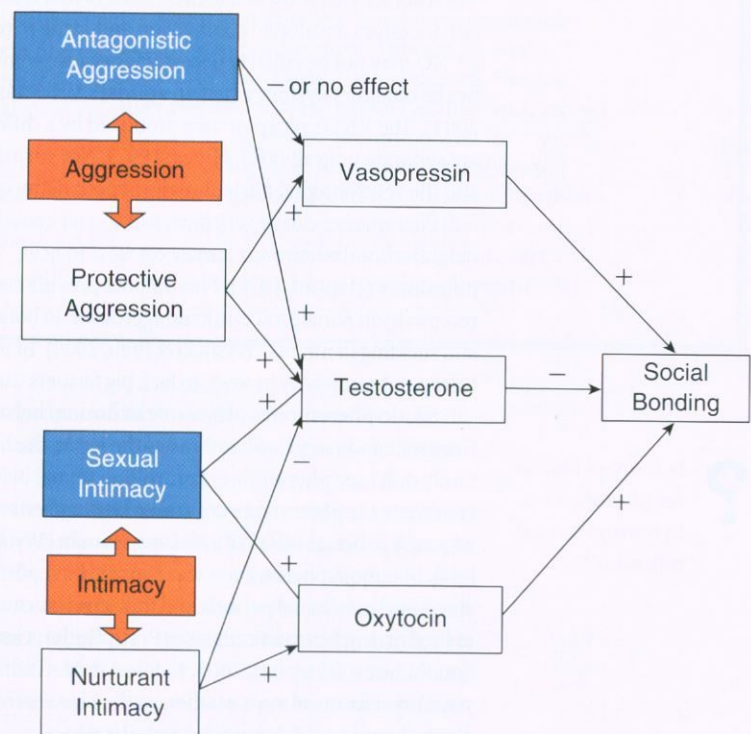 Antagonistic
Aggression
– or no effect
Aggression
Vasopressin
+
+
Protective
Aggression
+
+
+
Testosterone
–
Social
Bonding
Sexual
Intimacy
–
+
+
Intimacy
Oxytocin
+
Nurturant
Intimacy
?